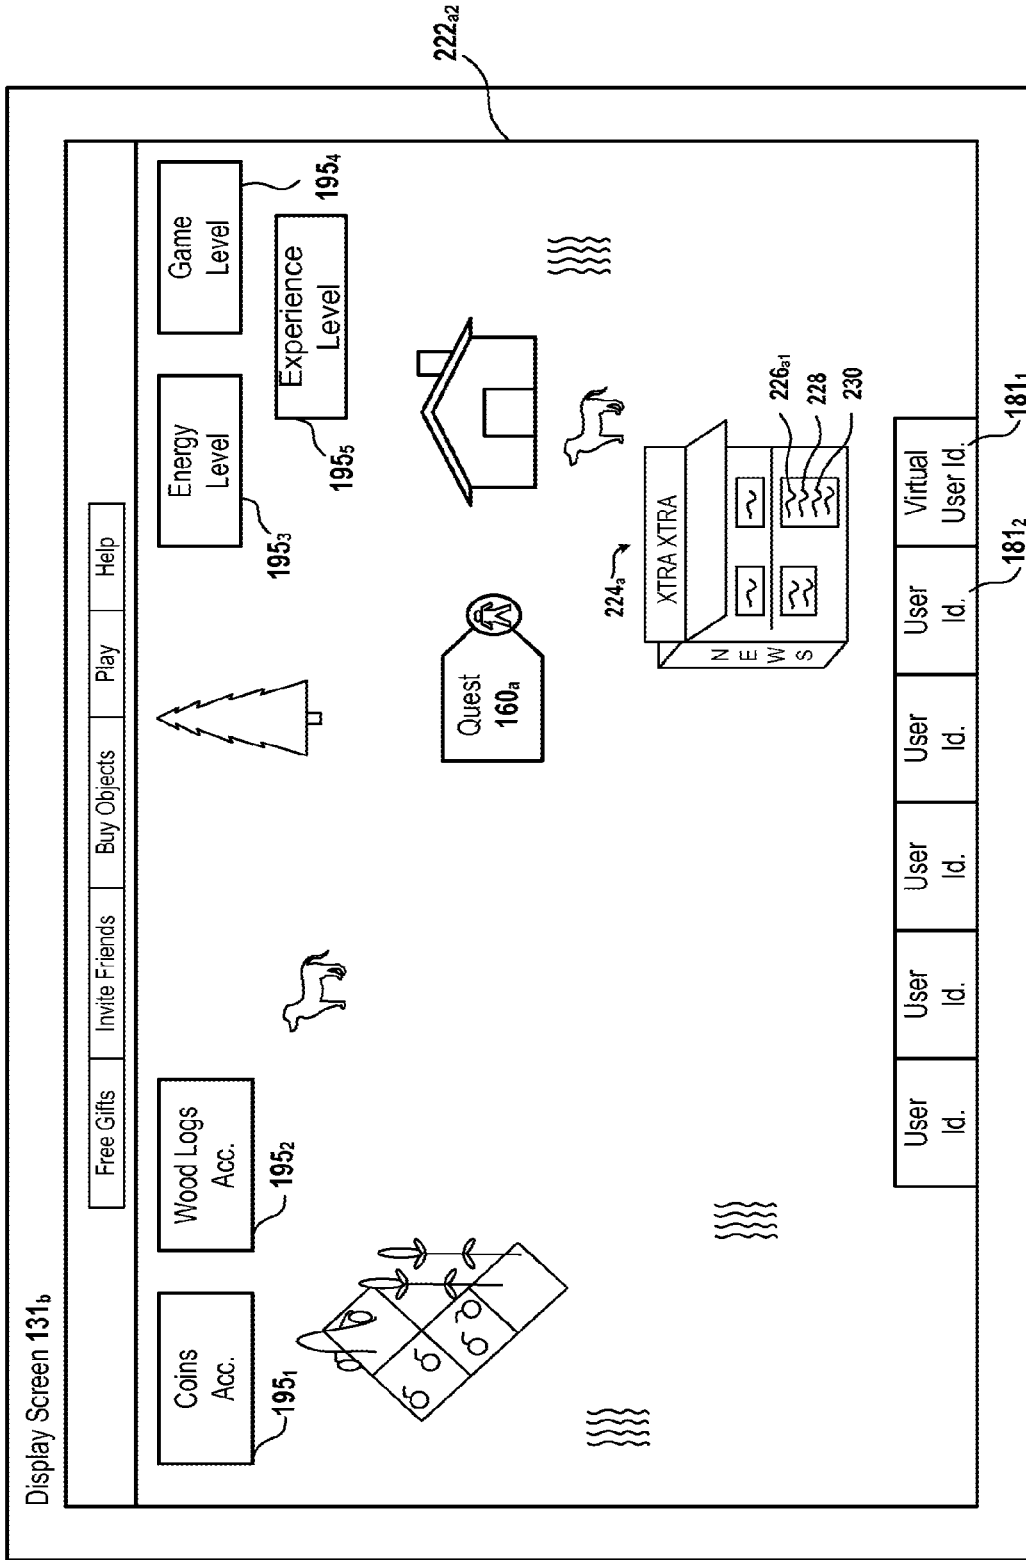 Display Screen 131b
222a2
Free Gifts
Invite Friends
Buy Objects
Play
Help
Coins
Acc.
195₁
Wood Logs
Acc.
195₂
Energy
Level
195₃
Game
Level
195₄
Experience
Level
195₅
Quest
160a
224a
XTRA XTRA
N
E
W
S
226a1
228
230
User
Id.
User
Id.
User
Id.
User
Id.
User
Id.
181₂
Virtual
User Id.
181₁